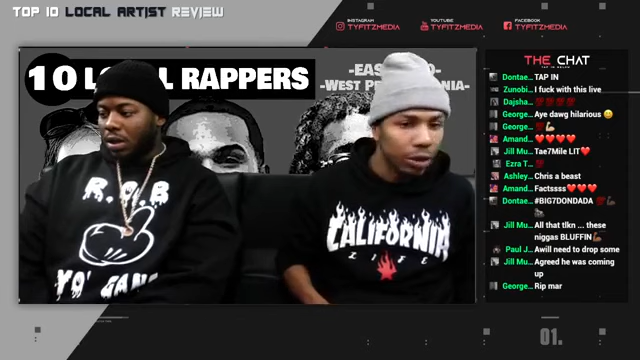 TOP 10 LOCAL ARTIST REVIEW
INSTAGRAM
TYFITZMEDIA
YOUTUBE
TYFITZMEDIA
FACEBOOK
TYFITZMEDIA
10 L AL RAPPERS
-EAS O-
-WEST P NIA-
R.O.B
YO' GANG
CALIFORNIA
LIFE
THE CHAT
Dontae... TAP IN
Zunobi... I fuck with this live
Dajsha... 💯💯💯💯
George... Aye dawg hilarious 😆
George... 💯💪🏽
Amand... ❤️❤️❤️❤️
Jill Mu... Tae7Mile LIT❤️
Ezra T... 💯
Ashley... Chris a beast
Amand... Factssss❤️❤️❤️
Dontae... #BIG7DONDADA 💯💪🏿
🦍
Jill Mu... All that tlkn ... these
niggas BLUFFIN💪🏾
Paul J... Awill need to drop some
Jill Mu... Agreed he was coming
up
George... Rip mar
01.